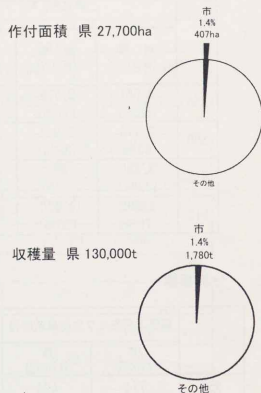 作付面積 県 27,700ha
市
1.4%
407ha
その他
収穫量 県 130,000t
市
1.4%
1,780t
その他